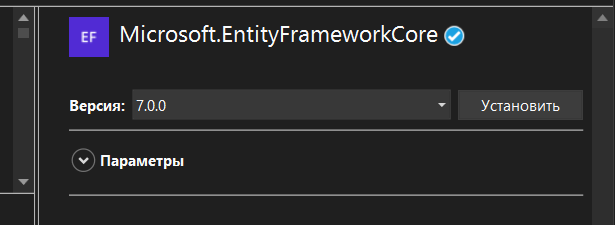 EF Microsoft.EntityFrameworkCore
Версия: 7.0.0 Установить
Параметры